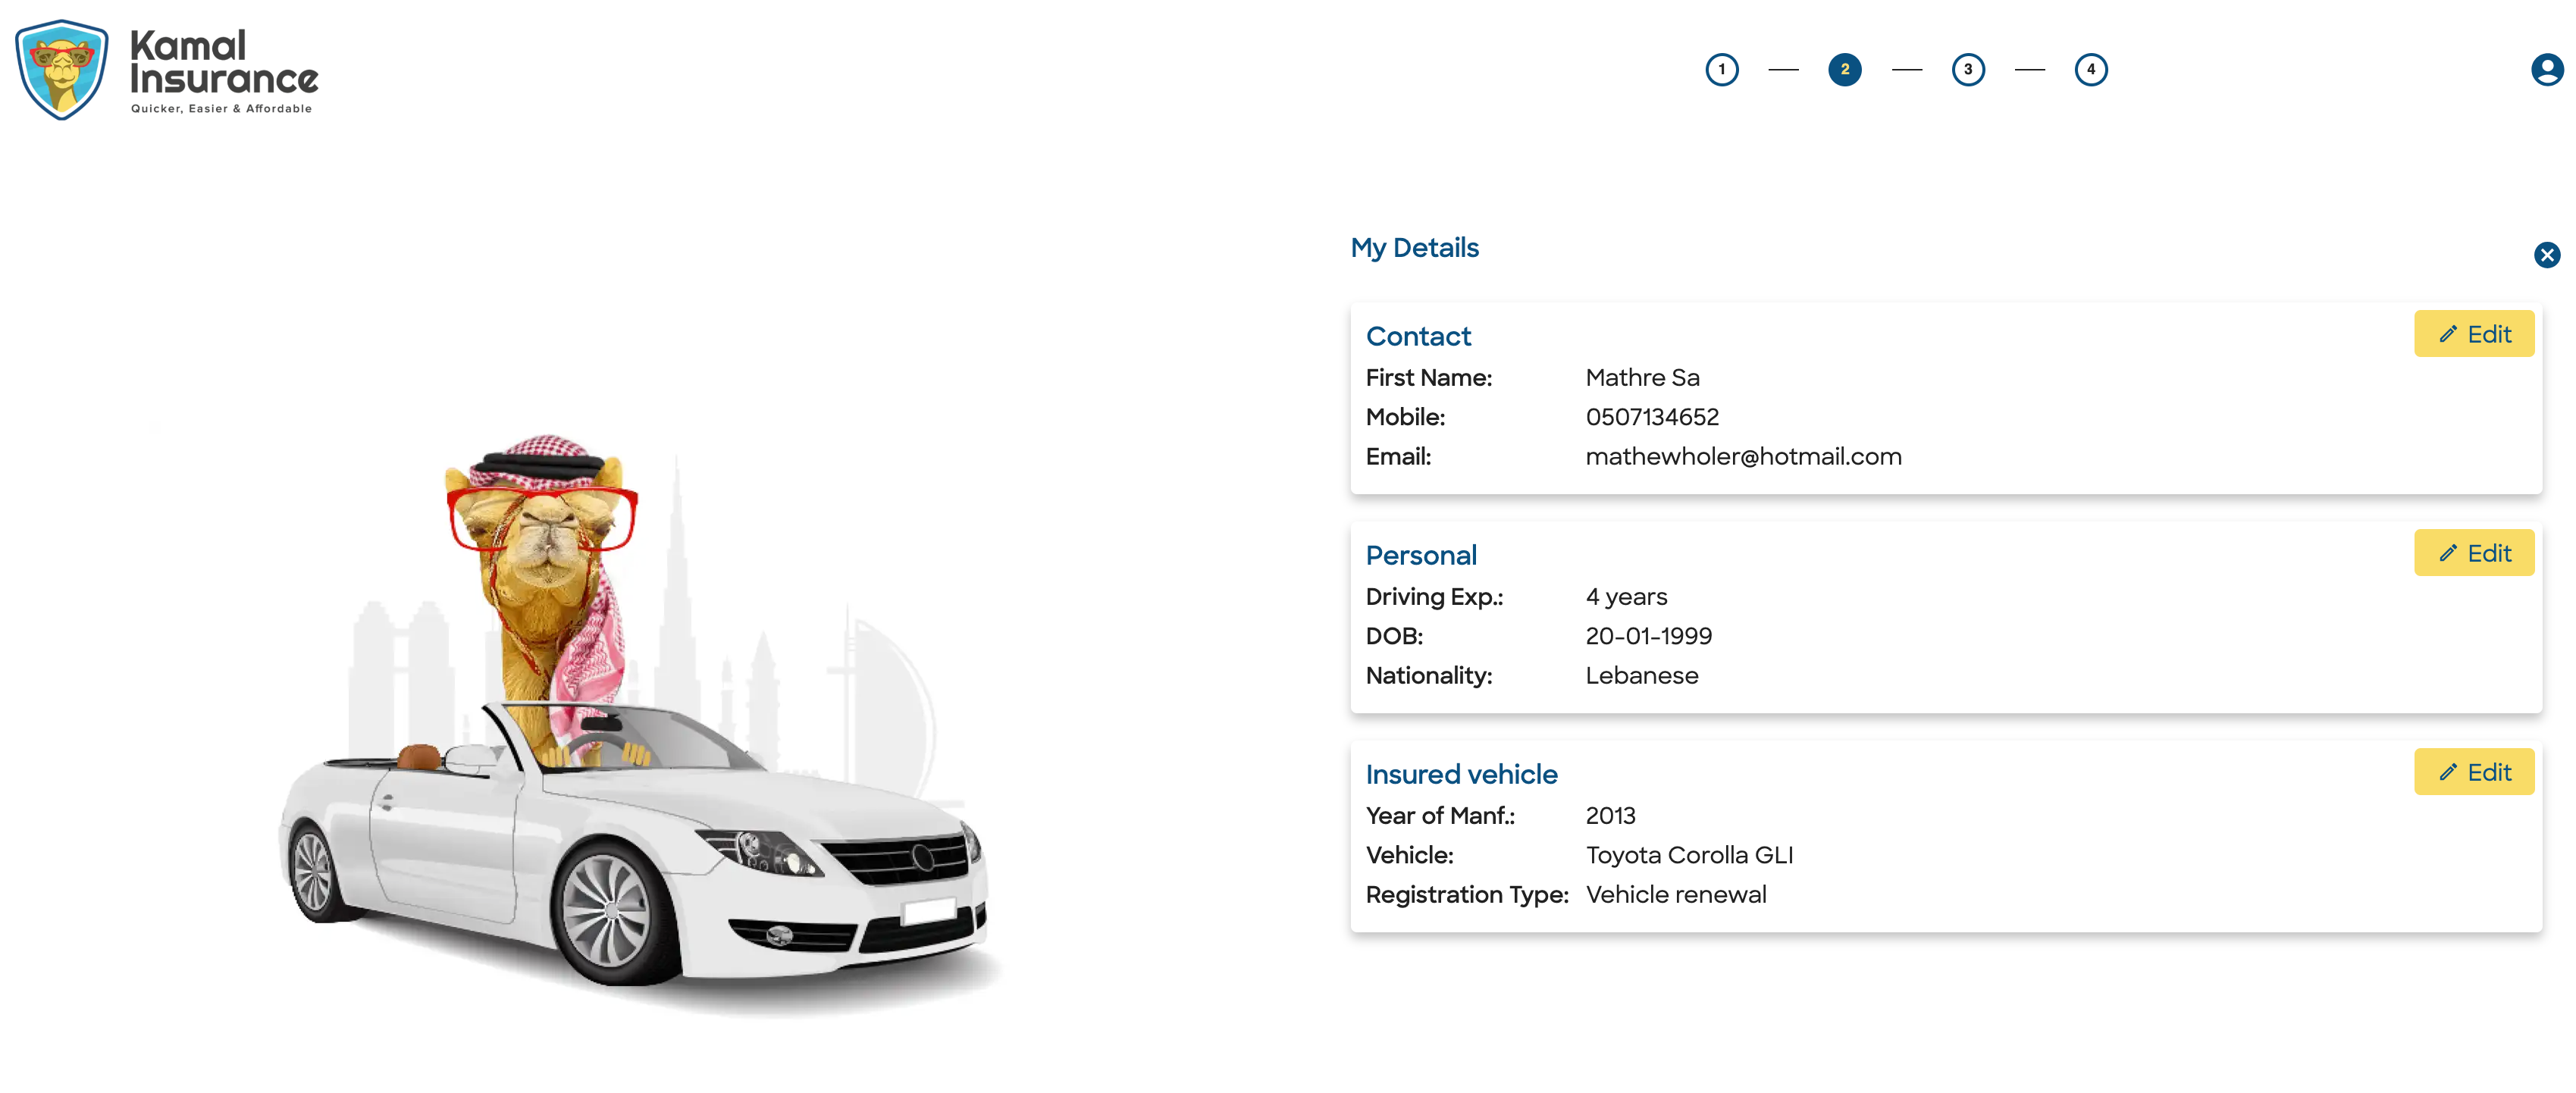 Kamal
Insurance
Quicker, Easier & Affordable
1
2
3
4
My Details
Contact
Edit
First Name: Mathre Sa
Mobile: 0507134652
Email: mathewholer@hotmail.com
Personal
Edit
Driving Exp.: 4 years
DOB: 20-01-1999
Nationality: Lebanese
Insured vehicle
Edit
Year of Manf.: 2013
Vehicle: Toyota Corolla GLI
Registration Type: Vehicle renewal